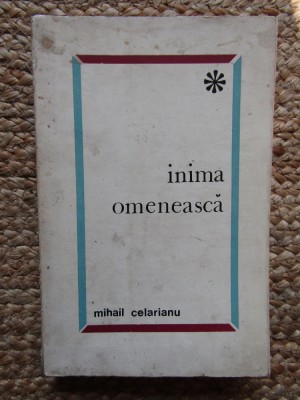 *
inima
omenească
mihail celarianu